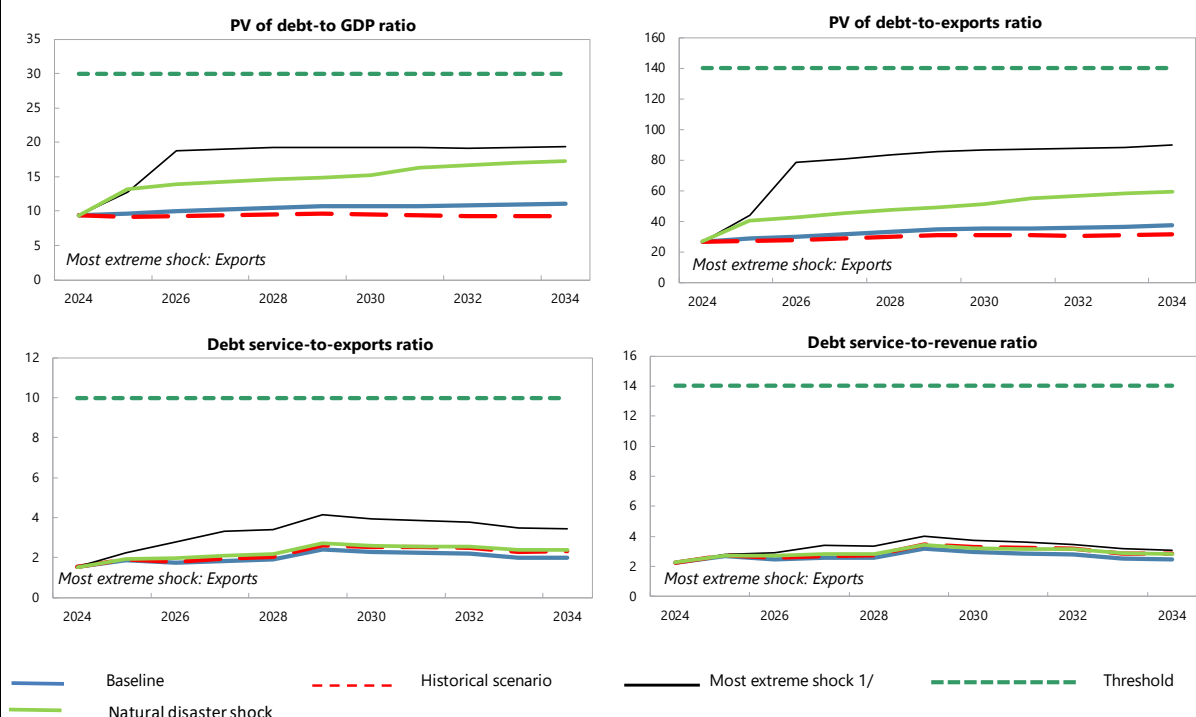 PV of debt-to GDP ratio
35
30
25
20
15
10
5
0
Most extreme shock: Exports
2024 2026 2028 2030 2032 2034
PV of debt-to-exports ratio
160
140
120
100
80
60
40
20
0
Most extreme shock: Exports
2024 2026 2028 2030 2032 2034
Debt service-to-exports ratio
12
10
8
6
4
2
0
Most extreme shock: Exports
2024 2026 2028 2030 2032 2034
Debt service-to-revenue ratio
16
14
12
10
8
6
4
2
0
Most extreme shock: Exports
2024 2026 2028 2030 2032 2034
Baseline Historical scenario Most extreme shock 1/ Threshold
Natural disaster shock